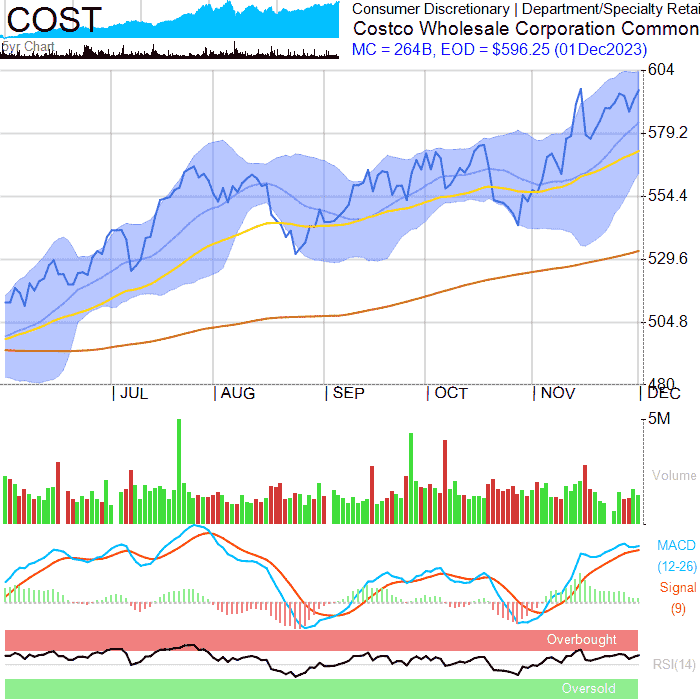 COST
5yr Chart
Consumer Discretionary | Department/Specialty Retai
Costco Wholesale Corporation Common
MC = 264B, EOD = $596.25 (01Dec2023)
604
579.2
554.4
529.6
504.8
480
JUL AUG SEP OCT NOV DEC
5M
Volume
MACD
(12-26)
Signal
(9)
Overbought
RSI(14)
Oversold